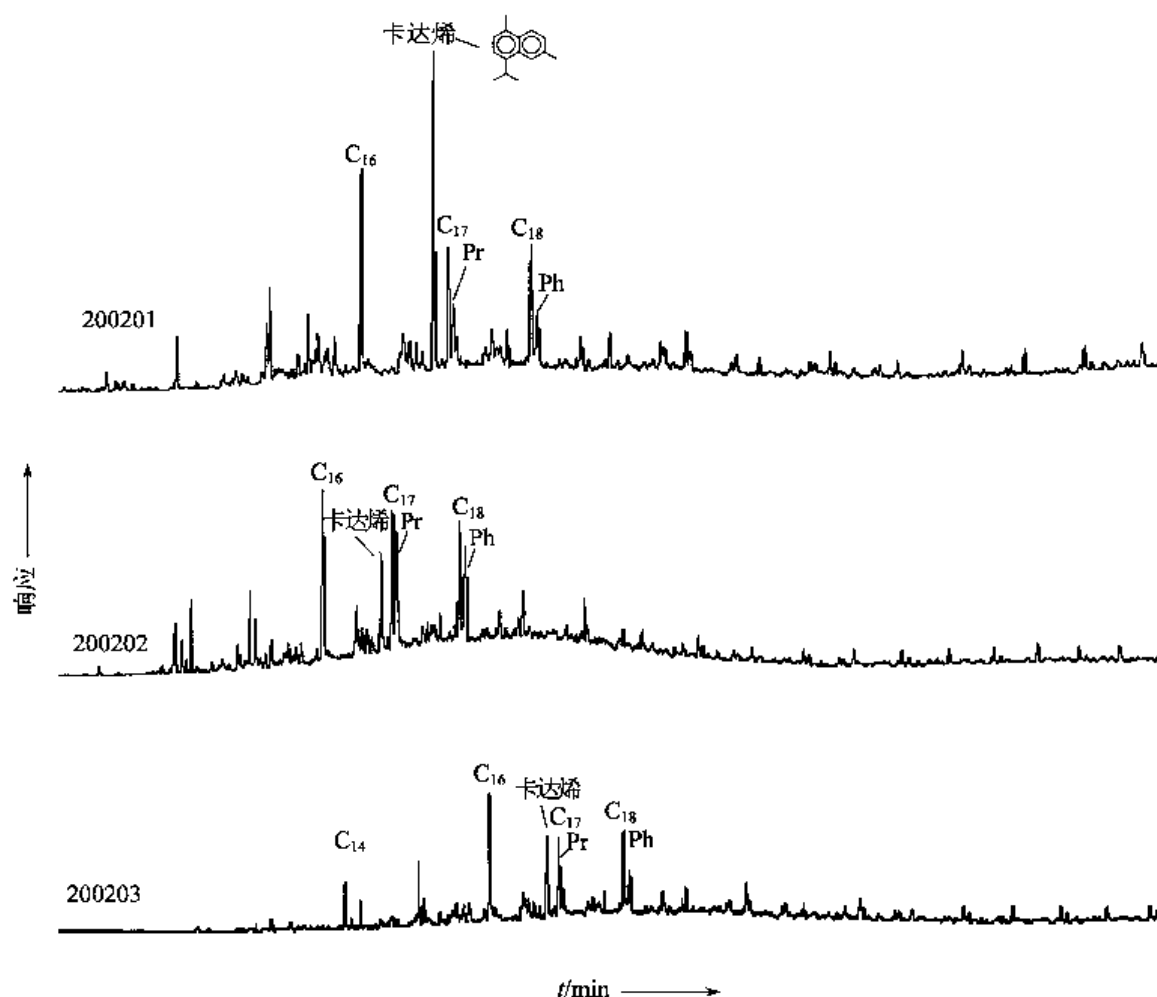 卡达烯
C₁₆
C₁₇
Pr
C₁₈
Ph
200201
C₁₆
卡达烯
C₁₇
Pr
C₁₈
Ph
200202
响应
C₁₆
卡达烯
C₁₇
C₁₈
C₁₄
Pr
Ph
200203
t/min